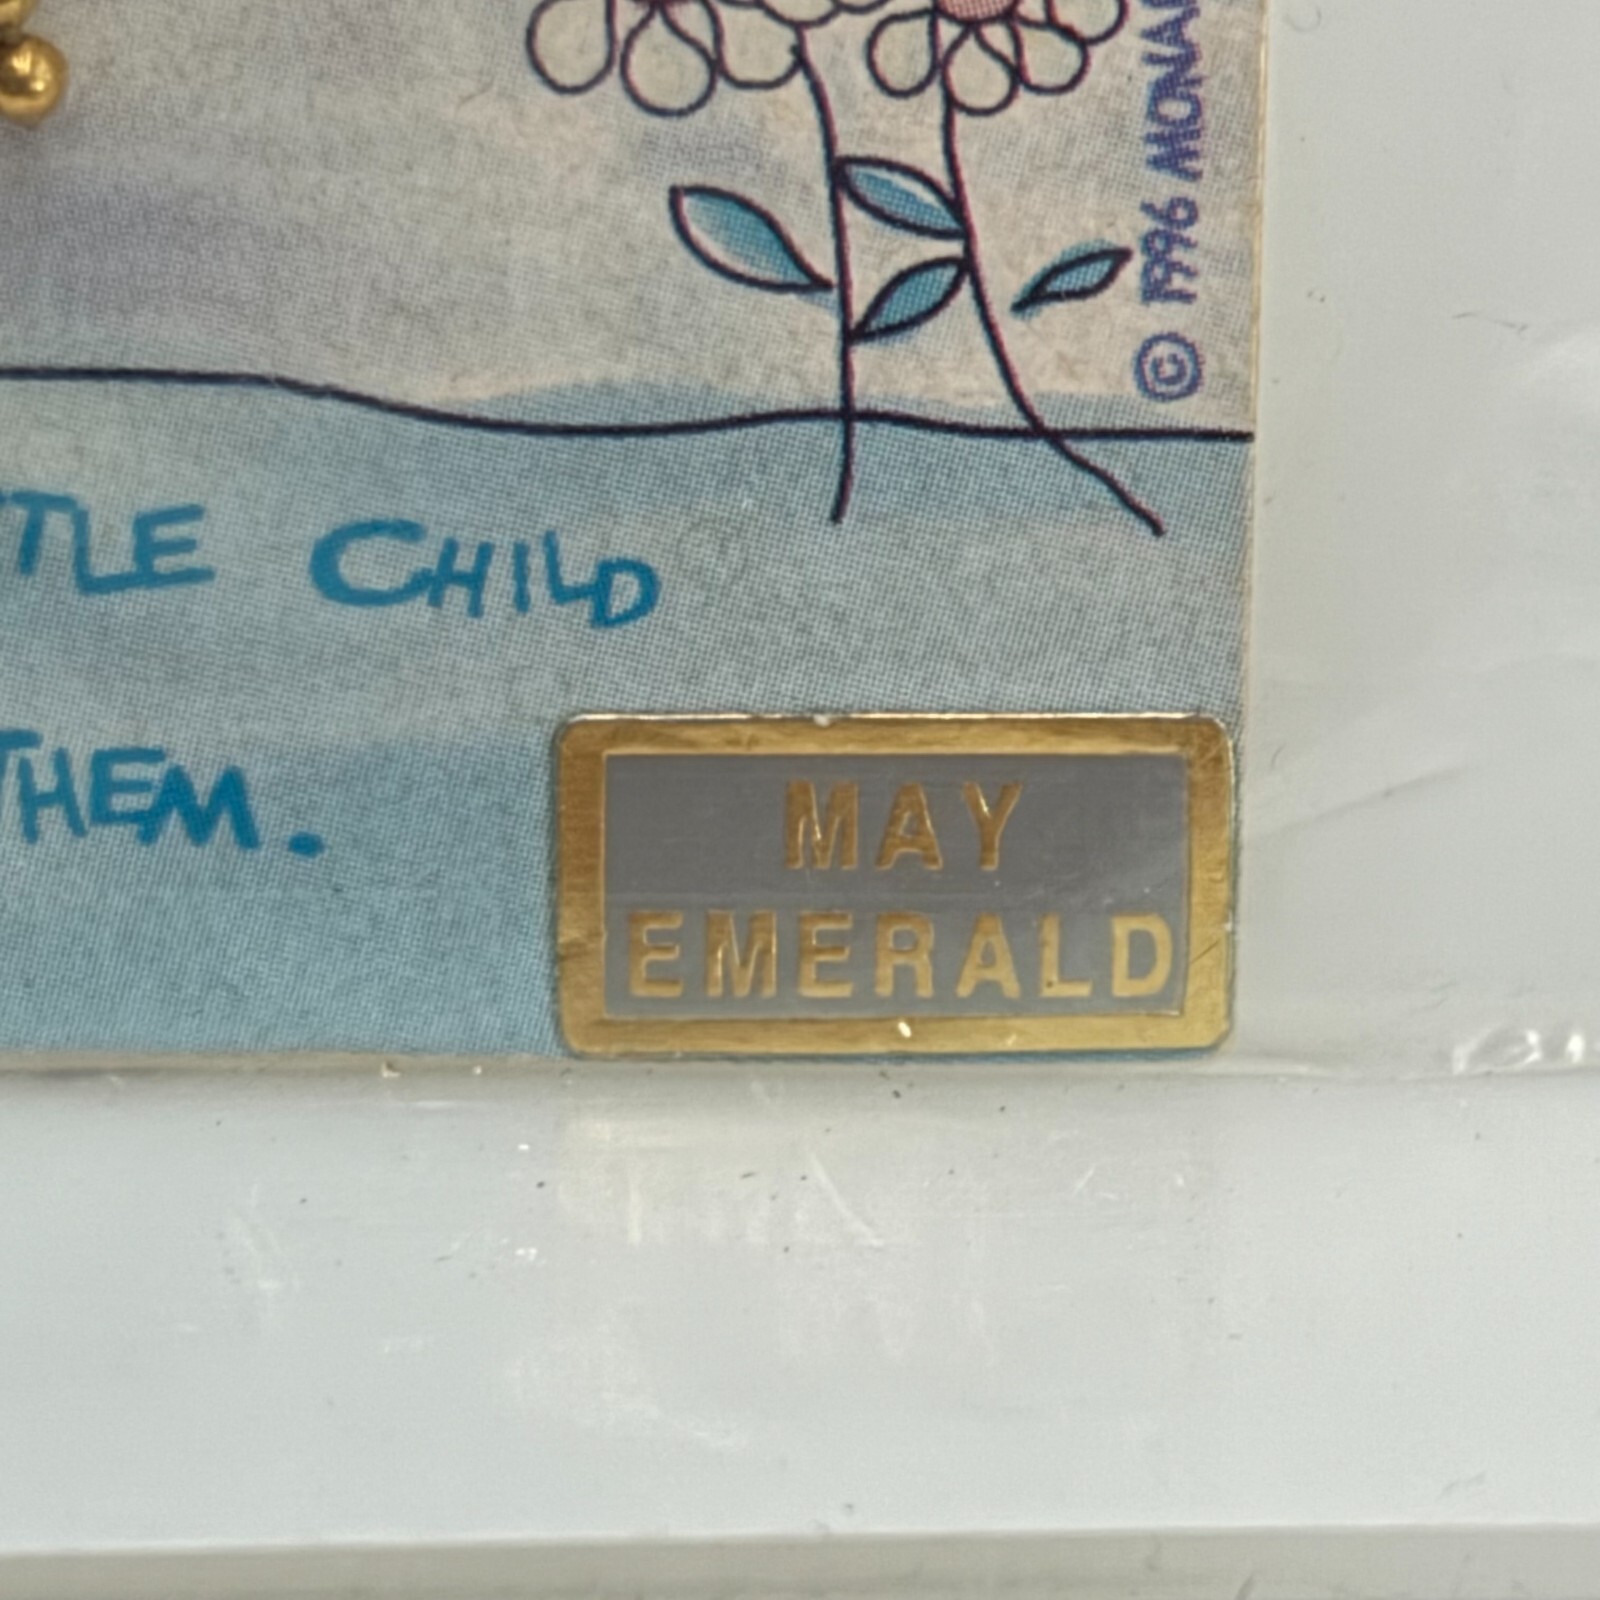 © 1996 MONA
TLE CHILD
THEM.
MAY
EMERALD